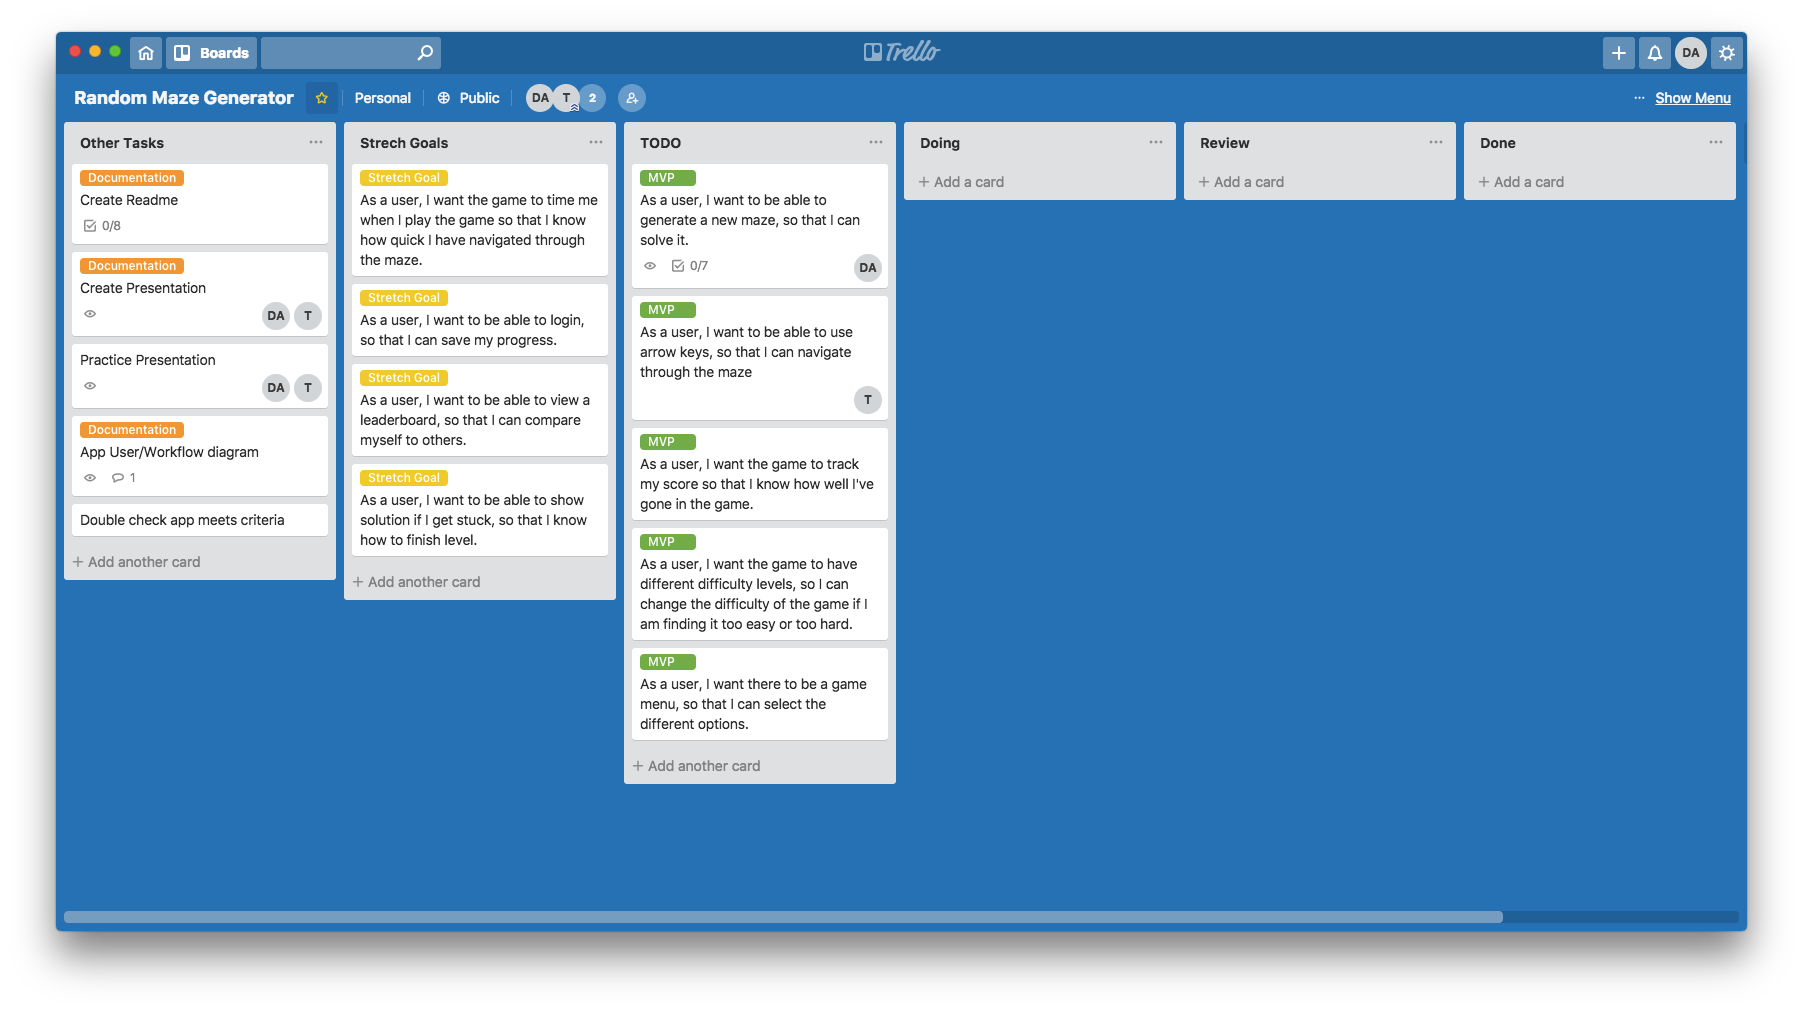 Boards
Trello
DA
Random Maze Generator
Personal
Public
DA T 2
... Show Menu
Other Tasks
Documentation
Create Readme
0/8
Documentation
Create Presentation
DA T
Practice Presentation
DA T
Documentation
App User/Workflow diagram
1
Double check app meets criteria
+ Add another card
Strech Goals
Stretch Goal
As a user, I want the game to time me
when I play the game so that I know
how quick I have navigated through
the maze.
Stretch Goal
As a user, I want to be able to login,
so that I can save my progress.
Stretch Goal
As a user, I want to be able to view a
leaderboard, so that I can compare
myself to others.
Stretch Goal
As a user, I want to be able to show
solution if I get stuck, so that I know
how to finish level.
+ Add another card
TODO
MVP
As a user, I want to be able to
generate a new maze, so that I can
solve it.
0/7
DA
MVP
As a user, I want to be able to use
arrow keys, so that I can navigate
through the maze
T
MVP
As a user, I want the game to track
my score so that I know how well I've
gone in the game.
MVP
As a user, I want the game to have
different difficulty levels, so I can
change the difficulty of the game if I
am finding it too easy or too hard.
MVP
As a user, I want there to be a game
menu, so that I can select the
different options.
+ Add another card
Doing
+ Add a card
Review
+ Add a card
Done
+ Add a card